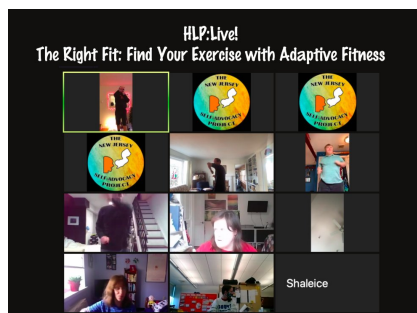 HLP:Live!
The Right Fit: Find Your Exercise with Adaptive Fitness
THE
NEW JERSEY
SELF-ADVOCACY
PROJECT
THE
NEW JERSEY
SELF-ADVOCACY
PROJECT
THE
NEW JERSEY
SELF-ADVOCACY
PROJECT
Shaleice